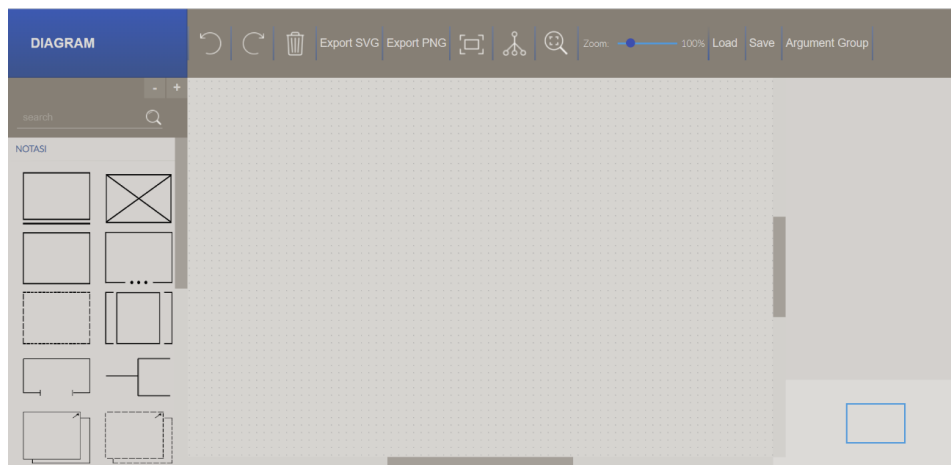 DIAGRAM
Export SVG Export PNG Zoom: 100% Load Save Argument Group
- +
search
NOTASI